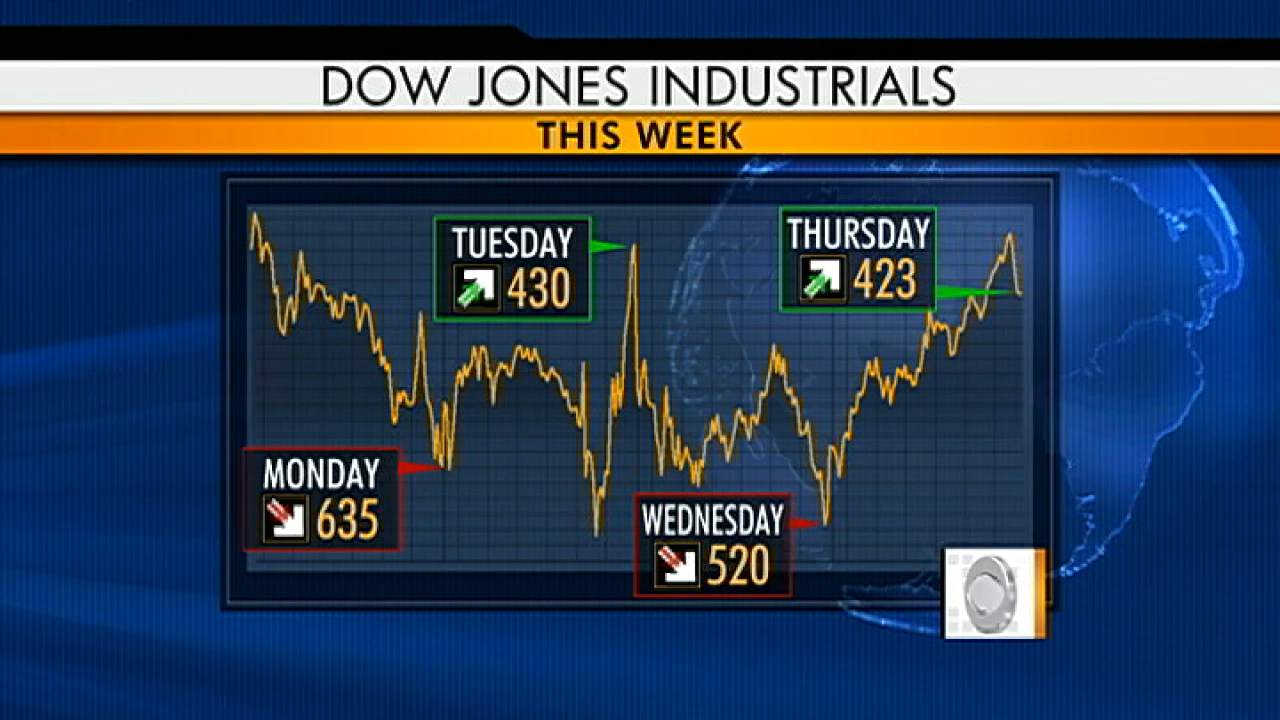 DOW JONES INDUSTRIALS
THIS WEEK
TUESDAY
430
THURSDAY
423
MONDAY
635
WEDNESDAY
520